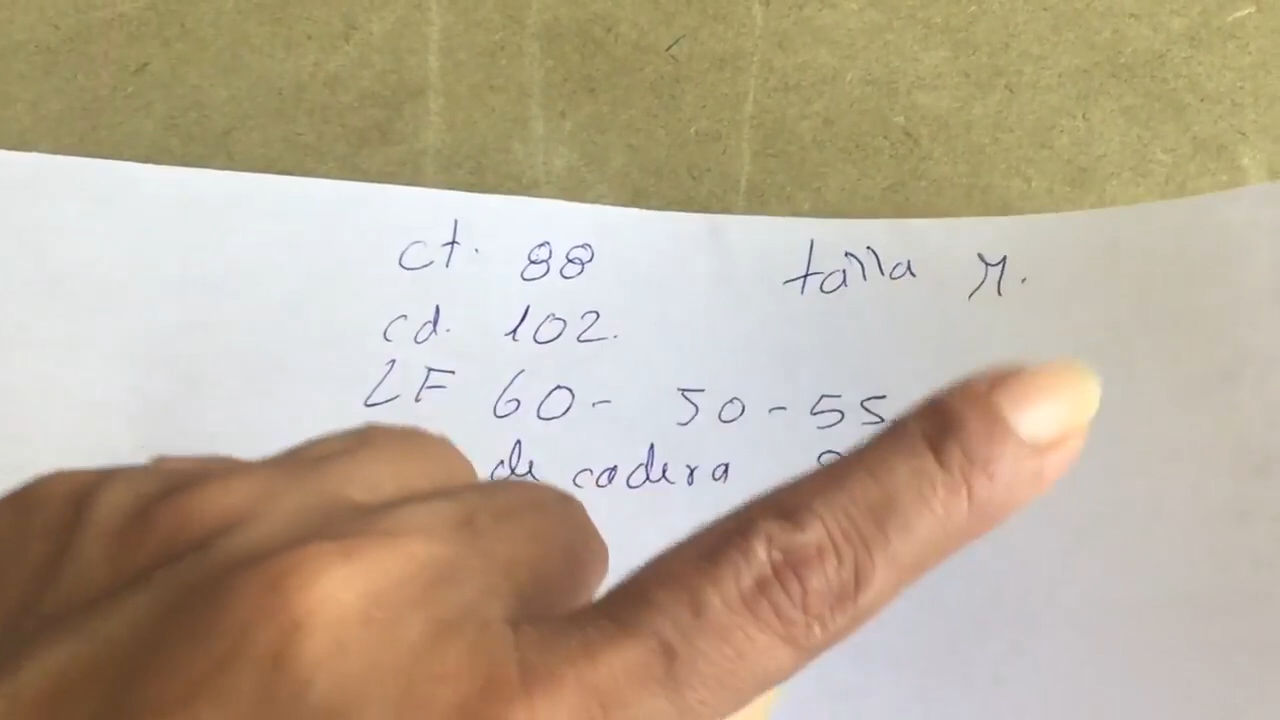 ct. 88 talla M.
cd. 102.
LF 60- 50-55
de cadera